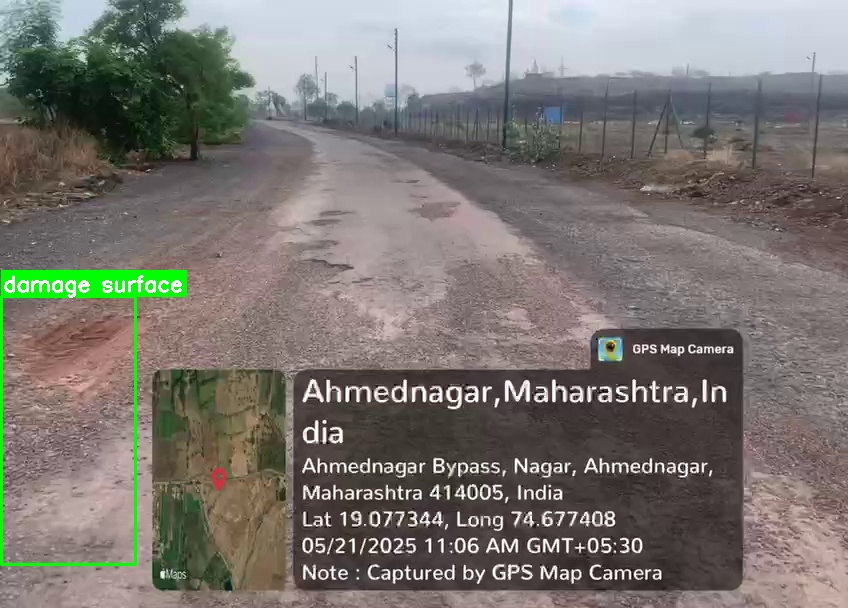 damage surface
GPS Map Camera
Ahmednagar,Maharashtra,In
dia
Ahmednagar Bypass, Nagar, Ahmednagar,
Maharashtra 414005, India
Lat 19.077344, Long 74.677408
05/21/2025 11:06 AM GMT+05:30
Note : Captured by GPS Map Camera
Maps